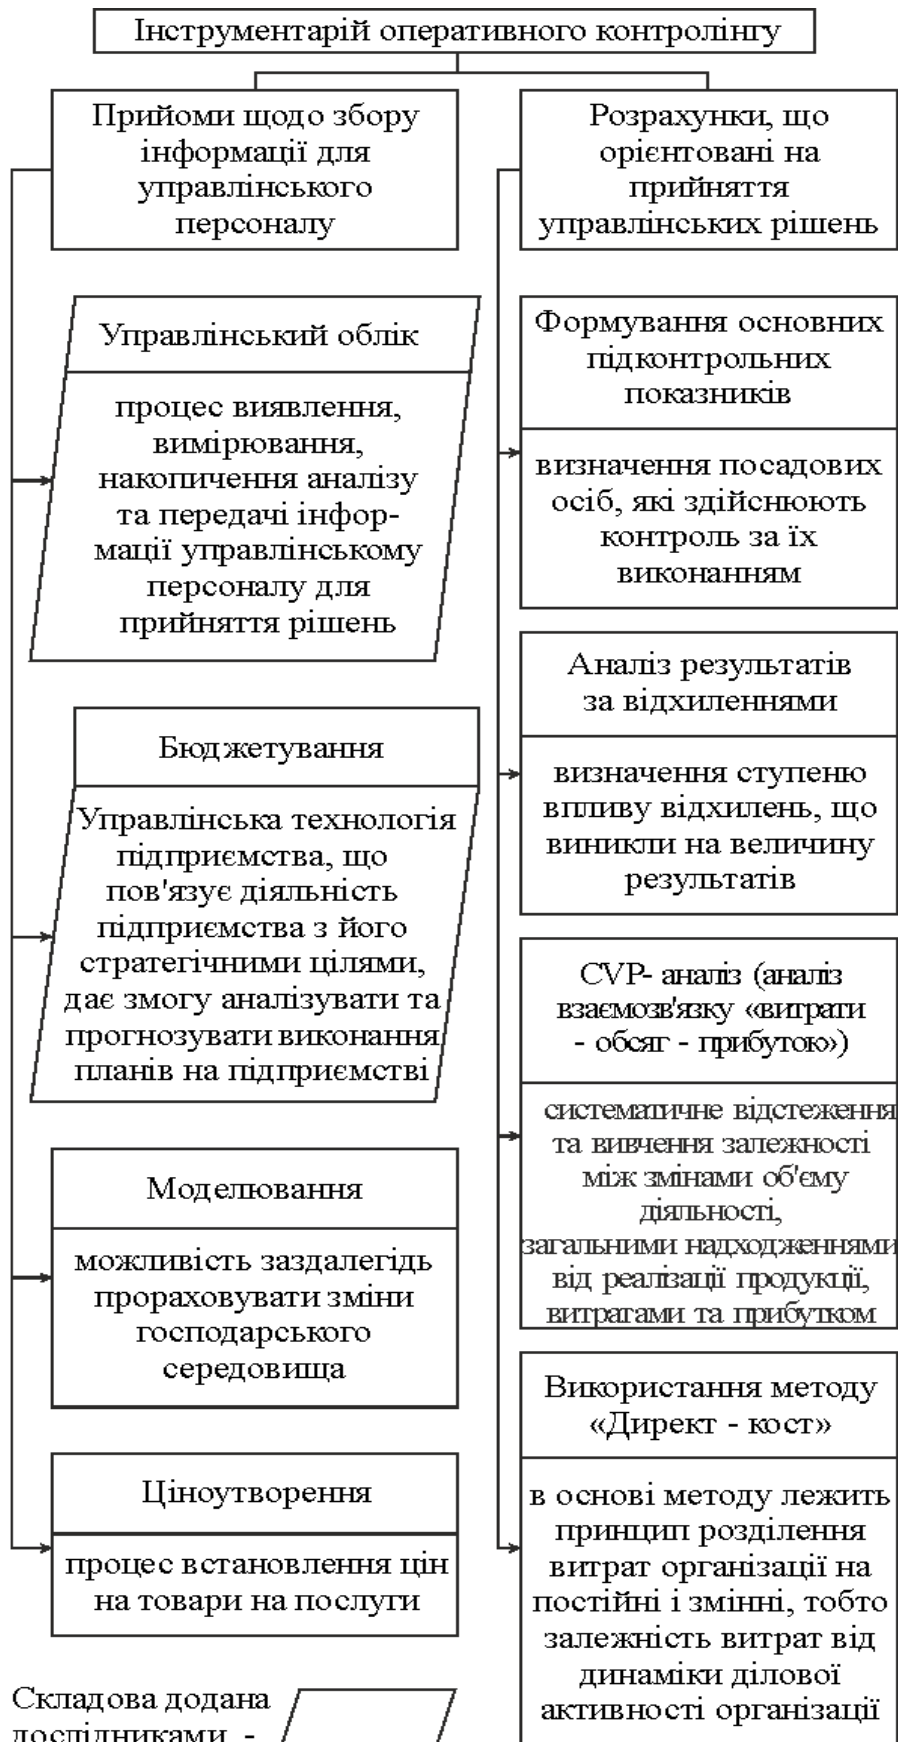 Інструментарій оперативного контролінгу
Прийоми щодо збору
інформації для
управлінського
персоналу
Управлінський облік
процес виявлення,
вимірювання,
накопичення аналізу
та передачі інфор-
мації управлінському
персоналу для
прийняття рішень
Бюджетування
Управлінська технологія
підприємства, що
пов'язує діяльність
підприємства з його
стратегічними цілями,
дає змогу аналізувати та
прогнозувати виконання
планів на підприємстві
Моделювання
можливість заздалегідь
прораховувати зміни
господарського
середовища
Ціноутворення
процес встановлення цін
на товари на послуги
Розрахунки, що
орієнтовані на
прийняття
управлінських рішень
Формування основних
підконтрольних
показників
визначення посадових
осіб, які здійснюють
контроль за їх
виконанням
Аналіз результатів
за відхиленнями
визначення ступеню
впливу відхилень, що
виникли на величину
результатів
CVP- аналіз (аналіз
взаємозв'язку «витрати
- обсяг - прибуток»)
систематичне відстеження
та вивчення залежності
між змінами об'єму
діяльності,
загальними надходженнями
від реалізації продукції,
витратами та прибутком
Використання методу
«Директ - кост»
в основі методу лежить
принцип розділення
витрат організації на
постійні і змінні, тобто
залежність витрат від
динаміки ділової
активності організації
Складова додана
дослідниками -